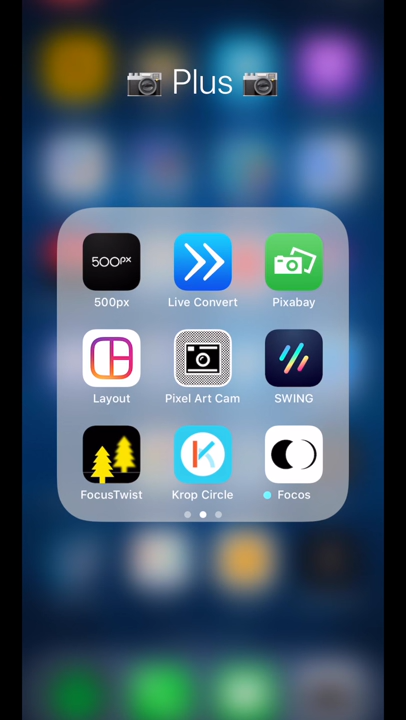 📷 Plus 📷
500px
500px
Live Convert
Pixabay
Layout
Pixel Art Cam
SWING
FocusTwist
Krop Circle
Focos